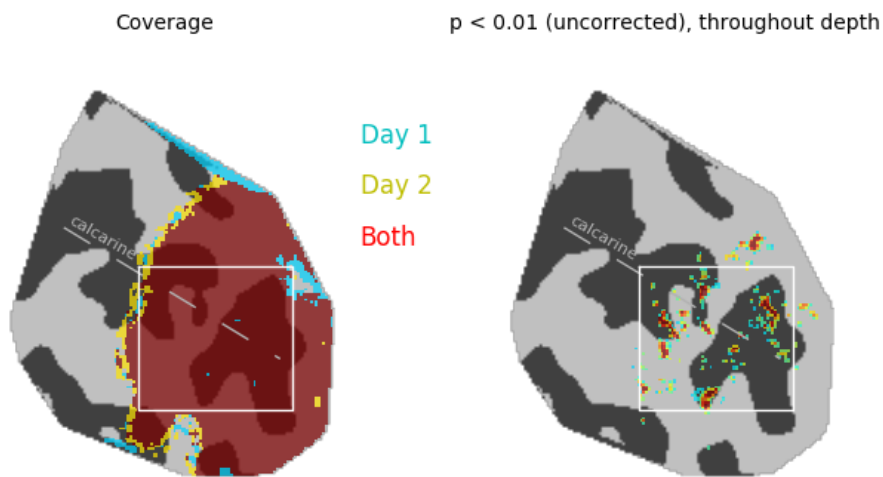 Coverage
p < 0.01 (uncorrected), throughout depth
Day 1
Day 2
Both
calcarine
calcarine